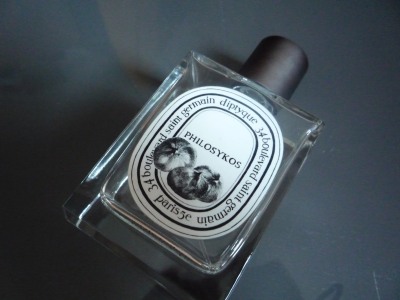 diptyque 34 boulevard saint germain paris 5e 34 boulevard saint germain
PHILOSYKOS